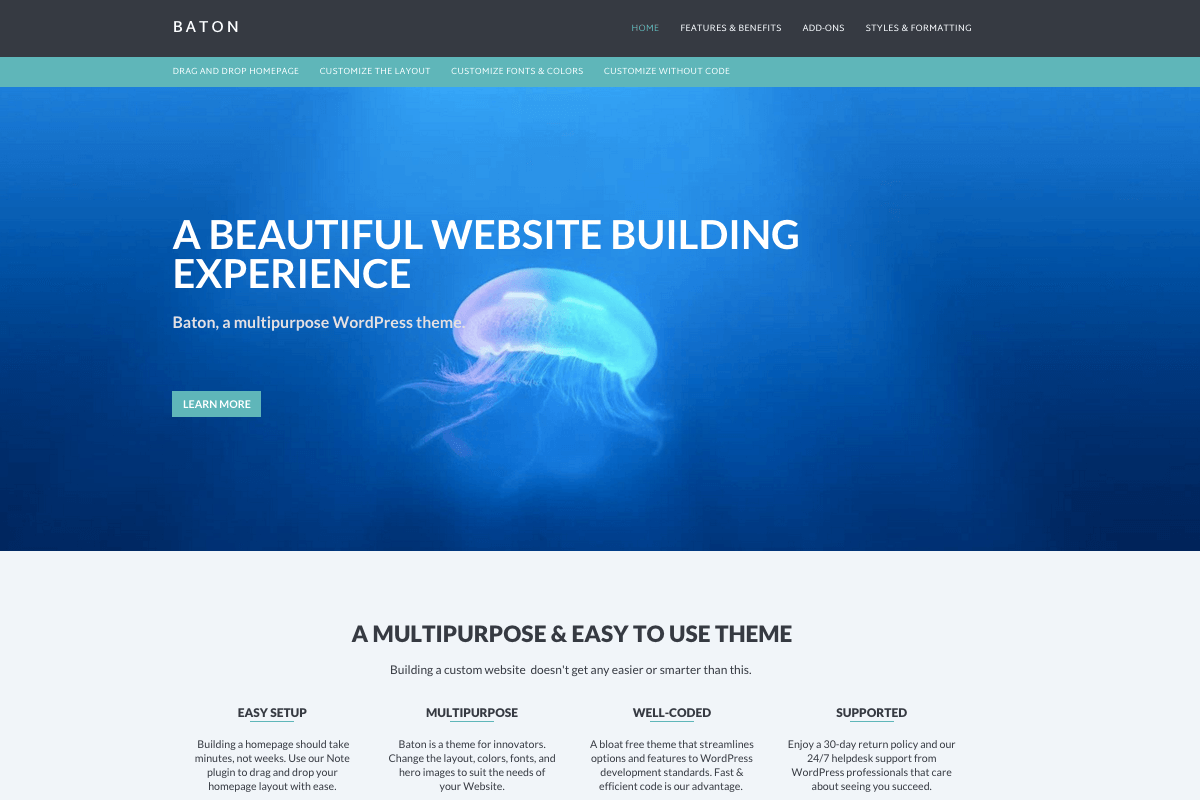 BATON
HOME FEATURES & BENEFITS ADD-ONS STYLES & FORMATTING
DRAG AND DROP HOMEPAGE CUSTOMIZE THE LAYOUT CUSTOMIZE FONTS & COLORS CUSTOMIZE WITHOUT CODE
A BEAUTIFUL WEBSITE BUILDING
EXPERIENCE
Baton, a multipurpose WordPress theme.
LEARN MORE
A MULTIPURPOSE & EASY TO USE THEME
Building a custom website doesn't get any easier or smarter than this.
EASY SETUP
Building a homepage should take
minutes, not weeks. Use our Note
plugin to drag and drop your
homepage layout with ease.
MULTIPURPOSE
Baton is a theme for innovators.
Change the layout, colors, fonts, and
hero images to suit the needs of
your Website.
WELL-CODED
A bloat free theme that streamlines
options and features to WordPress
development standards. Fast &
efficient code is our advantage.
SUPPORTED
Enjoy a 30-day return policy and our
24/7 helpdesk support from
WordPress professionals that care
about seeing you succeed.